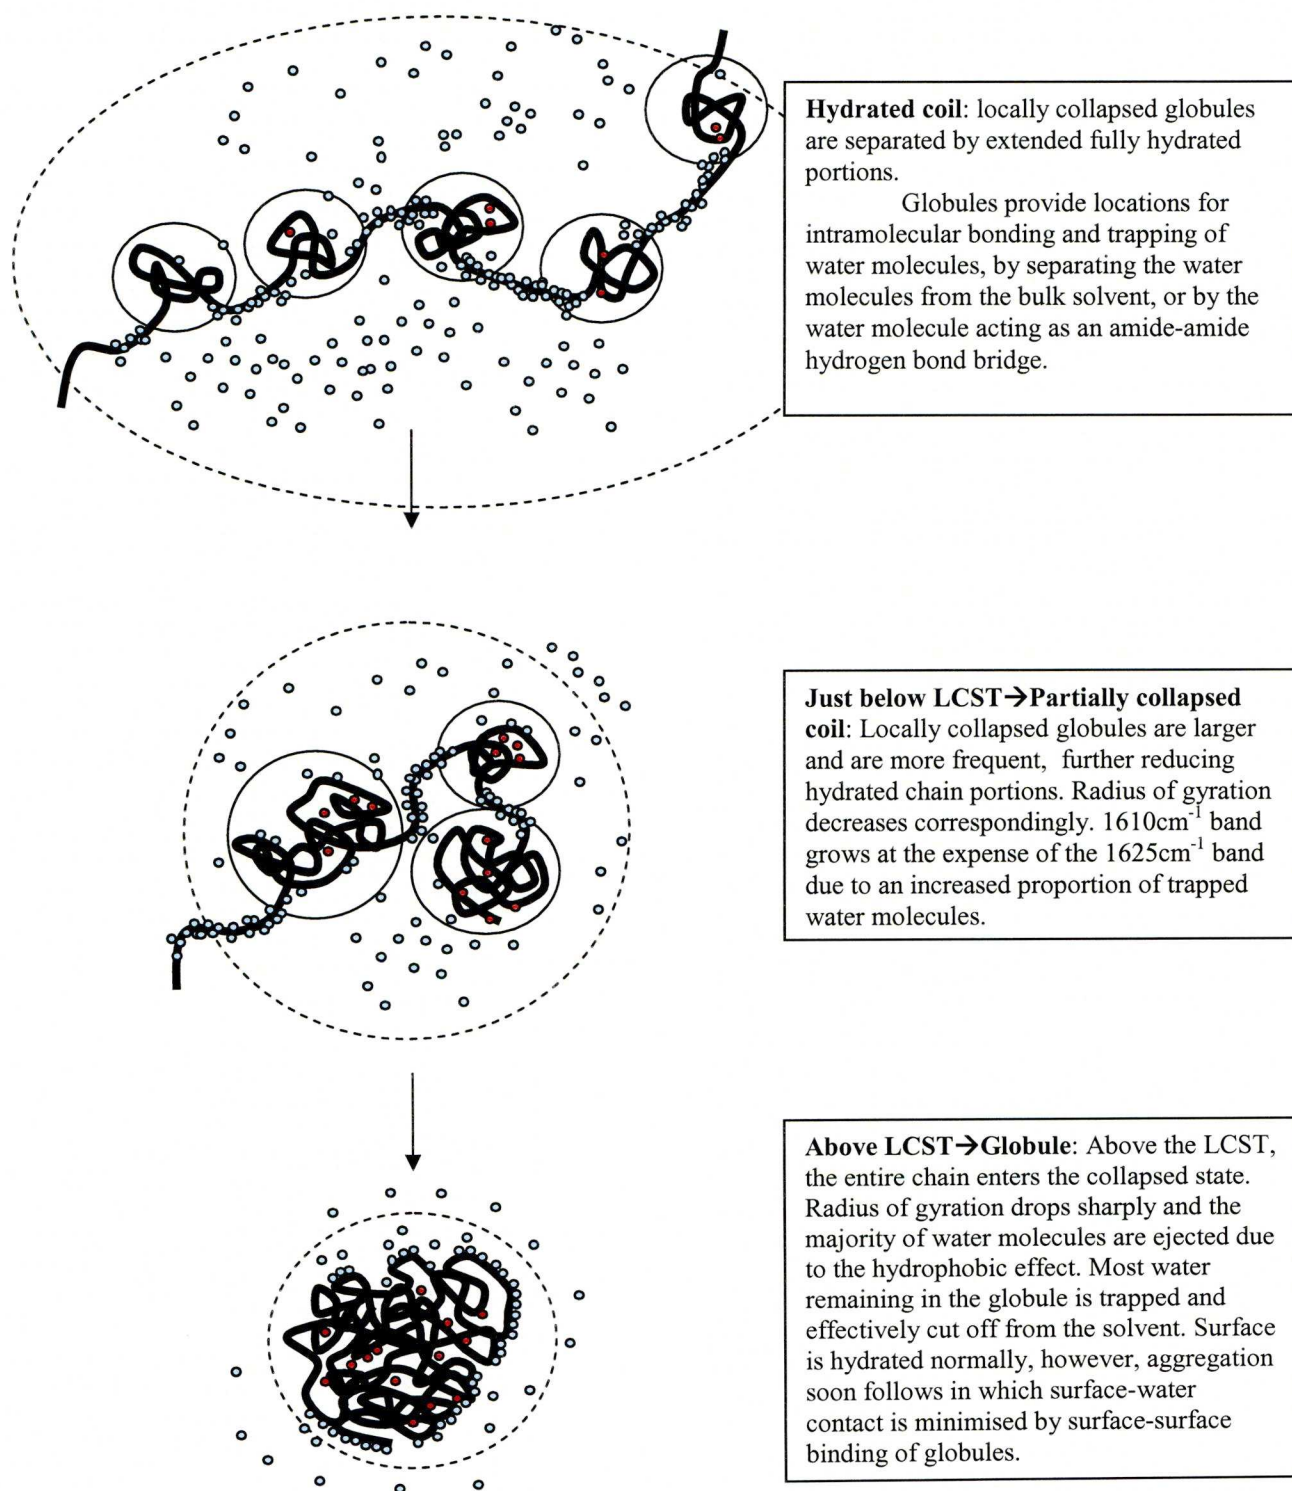 Hydrated coil: locally collapsed globules
are separated by extended fully hydrated
portions.
Globules provide locations for
intramolecular bonding and trapping of
water molecules, by separating the water
molecules from the bulk solvent, or by the
water molecule acting as an amide-amide
hydrogen bond bridge.
Just below LCST→Partially collapsed
coil: Locally collapsed globules are larger
and are more frequent, further reducing
hydrated chain portions. Radius of gyration
decreases correspondingly. 1610cm⁻¹ band
grows at the expense of the 1625cm⁻¹ band
due to an increased proportion of trapped
water molecules.
Above LCST→Globule: Above the LCST,
the entire chain enters the collapsed state.
Radius of gyration drops sharply and the
majority of water molecules are ejected due
to the hydrophobic effect. Most water
remaining in the globule is trapped and
effectively cut off from the solvent. Surface
is hydrated normally, however, aggregation
soon follows in which surface-water
contact is minimised by surface-surface
binding of globules.